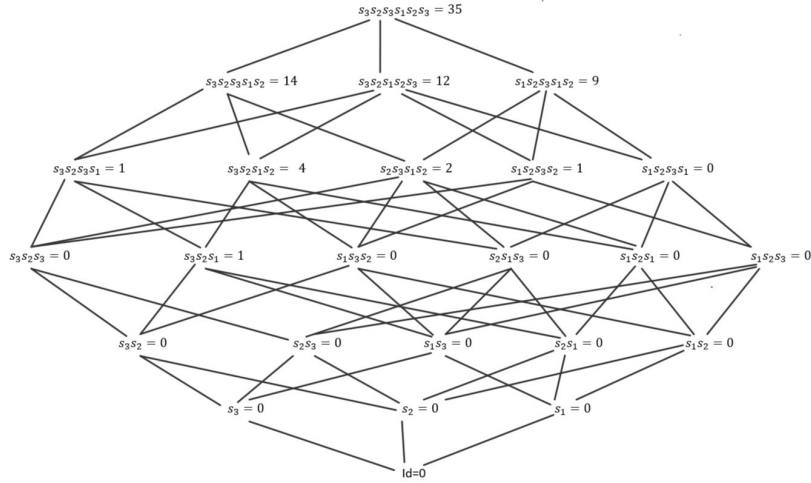 s₃s₂s₃s₁s₂s₃ = 35
s₃s₂s₃s₁s₂ = 14 s₃s₂s₁s₂s₃ = 12 s₁s₂s₃s₁s₂ = 9
s₃s₂s₃s₁ = 1 s₃s₂s₁s₂ = 4 s₂s₃s₁s₂ = 2 s₁s₂s₃s₂ = 1 s₁s₂s₃s₁ = 0
s₃s₂s₃ = 0 s₃s₂s₁ = 1 s₁s₃s₂ = 0 s₂s₁s₃ = 0 s₁s₂s₁ = 0 s₁s₂s₃ = 0
s₃s₂ = 0 s₂s₃ = 0 s₁s₃ = 0 s₂s₁ = 0 s₁s₂ = 0
s₃ = 0 s₂ = 0 s₁ = 0
Id=0